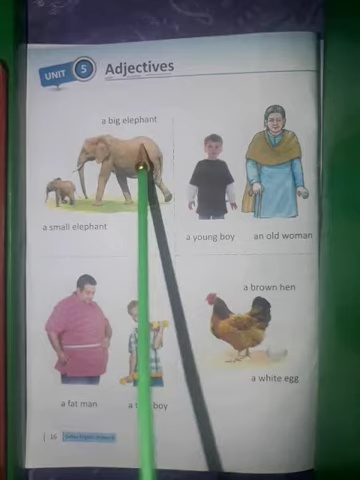 UNIT 5 Adjectives
a big elephant
a small elephant
a young boy an old woman
a brown hen
a white egg
a fat man a boy
16